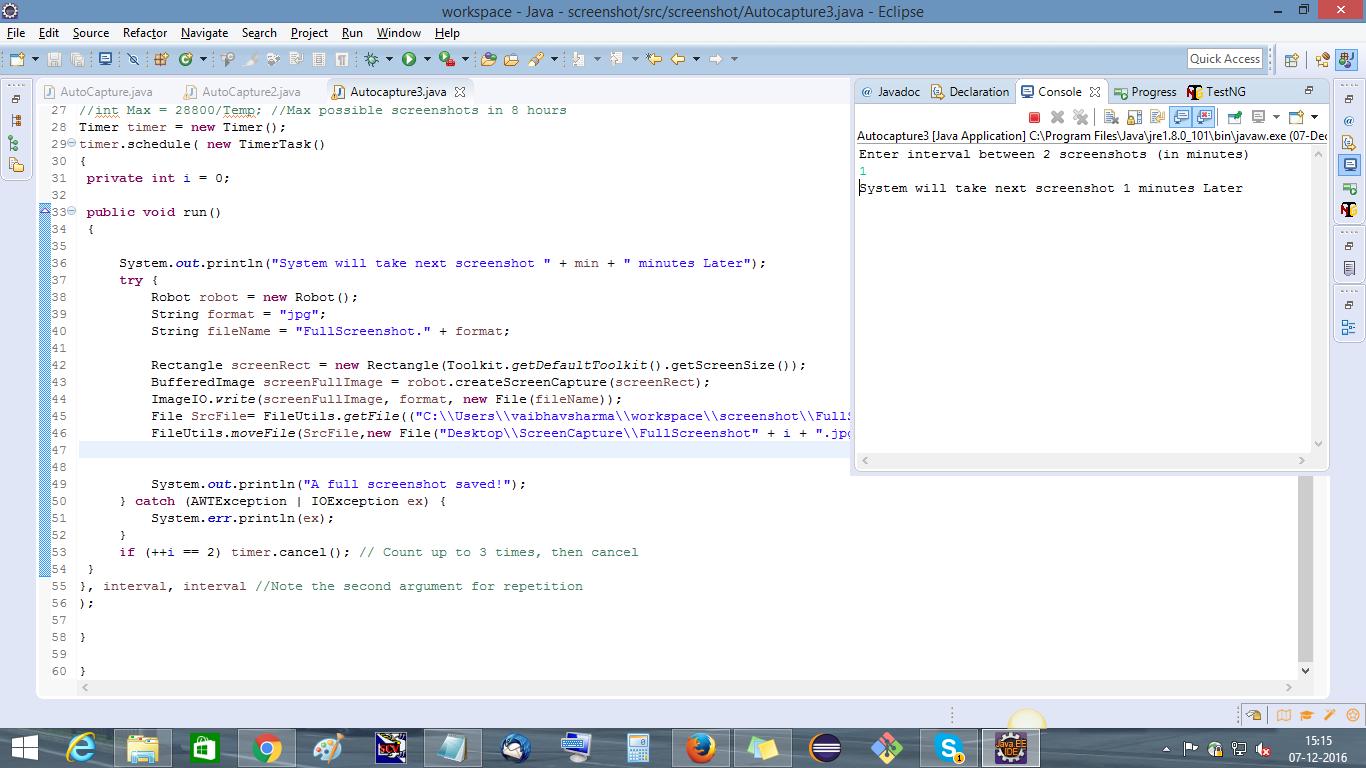 workspace - Java - screenshot/src/screenshot/Autocapture3.java - Eclipse
File Edit Source Refactor Navigate Search Project Run Window Help
Quick Access
AutoCapture.java AutoCapture2.java Autocapture3.java
27 //int Max = 28800/Temp; //Max possible screenshots in 8 hours
28 Timer timer = new Timer();
29 timer.schedule( new TimerTask()
30 {
31 private int i = 0;
32
33 public void run()
34 {
35
36 System.out.println("System will take next screenshot " + min + " minutes Later");
37 try {
38 Robot robot = new Robot();
39 String format = "jpg";
40 String fileName = "FullScreenshot." + format;
41
42 Rectangle screenRect = new Rectangle(Toolkit.getDefaultToolkit().getScreenSize());
43 BufferedImage screenFullImage = robot.createScreenCapture(screenRect);
44 ImageIO.write(screenFullImage, format, new File(fileName));
45 File SrcFile= FileUtils.getFile(("C:\\Users\\vaibhavsharma\\workspace\\screenshot\\FullS
46 FileUtils.moveFile(SrcFile,new File("Desktop\\ScreenCapture\\FullScreenshot" + i + ".jpg
47
48
49 System.out.println("A full screenshot saved!");
50 } catch (AWTException | IOException ex) {
51 System.err.println(ex);
52 }
53 if (++i == 2) timer.cancel(); // Count up to 3 times, then cancel
54 }
55 }, interval, interval //Note the second argument for repetition
56 );
57
58 }
59
60 }
@ Javadoc Declaration Console Progress TestNG
Autocapture3 [Java Application] C:\Program Files\Java\jre1.8.0_101\bin\javaw.exe (07-Dec
Enter interval between 2 screenshots (in minutes)
1
System will take next screenshot 1 minutes Later
Java EE
IDE
15:15
07-12-2016